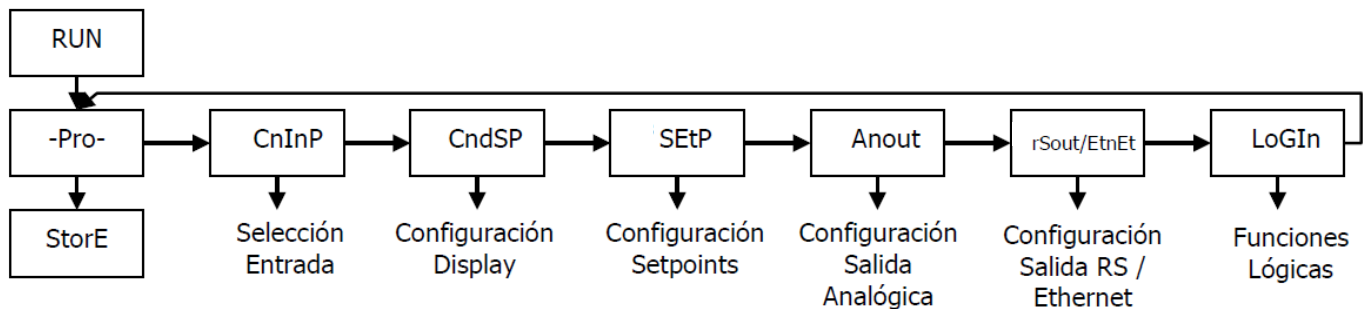 RUN
-Pro-
CnInP
CndSP
SEtP
Anout
rSout/EtnEt
LoGIn
StorE
Selección
Entrada
Configuración
Display
Configuración
Setpoints
Configuración
Salida
Analógica
Configuración
Salida RS /
Ethernet
Funciones
Lógicas